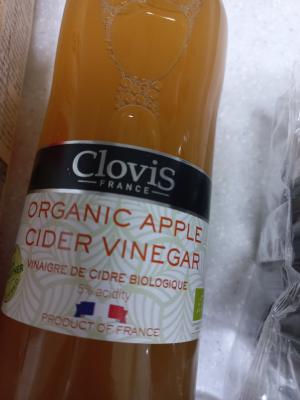 Clovis
FRANCE
ORGANIC APPLE
CIDER VINEGAR
VINAIGRE DE CIDRE BIOLOGIQUE
5% acidity
PRODUCT OF FRANCE